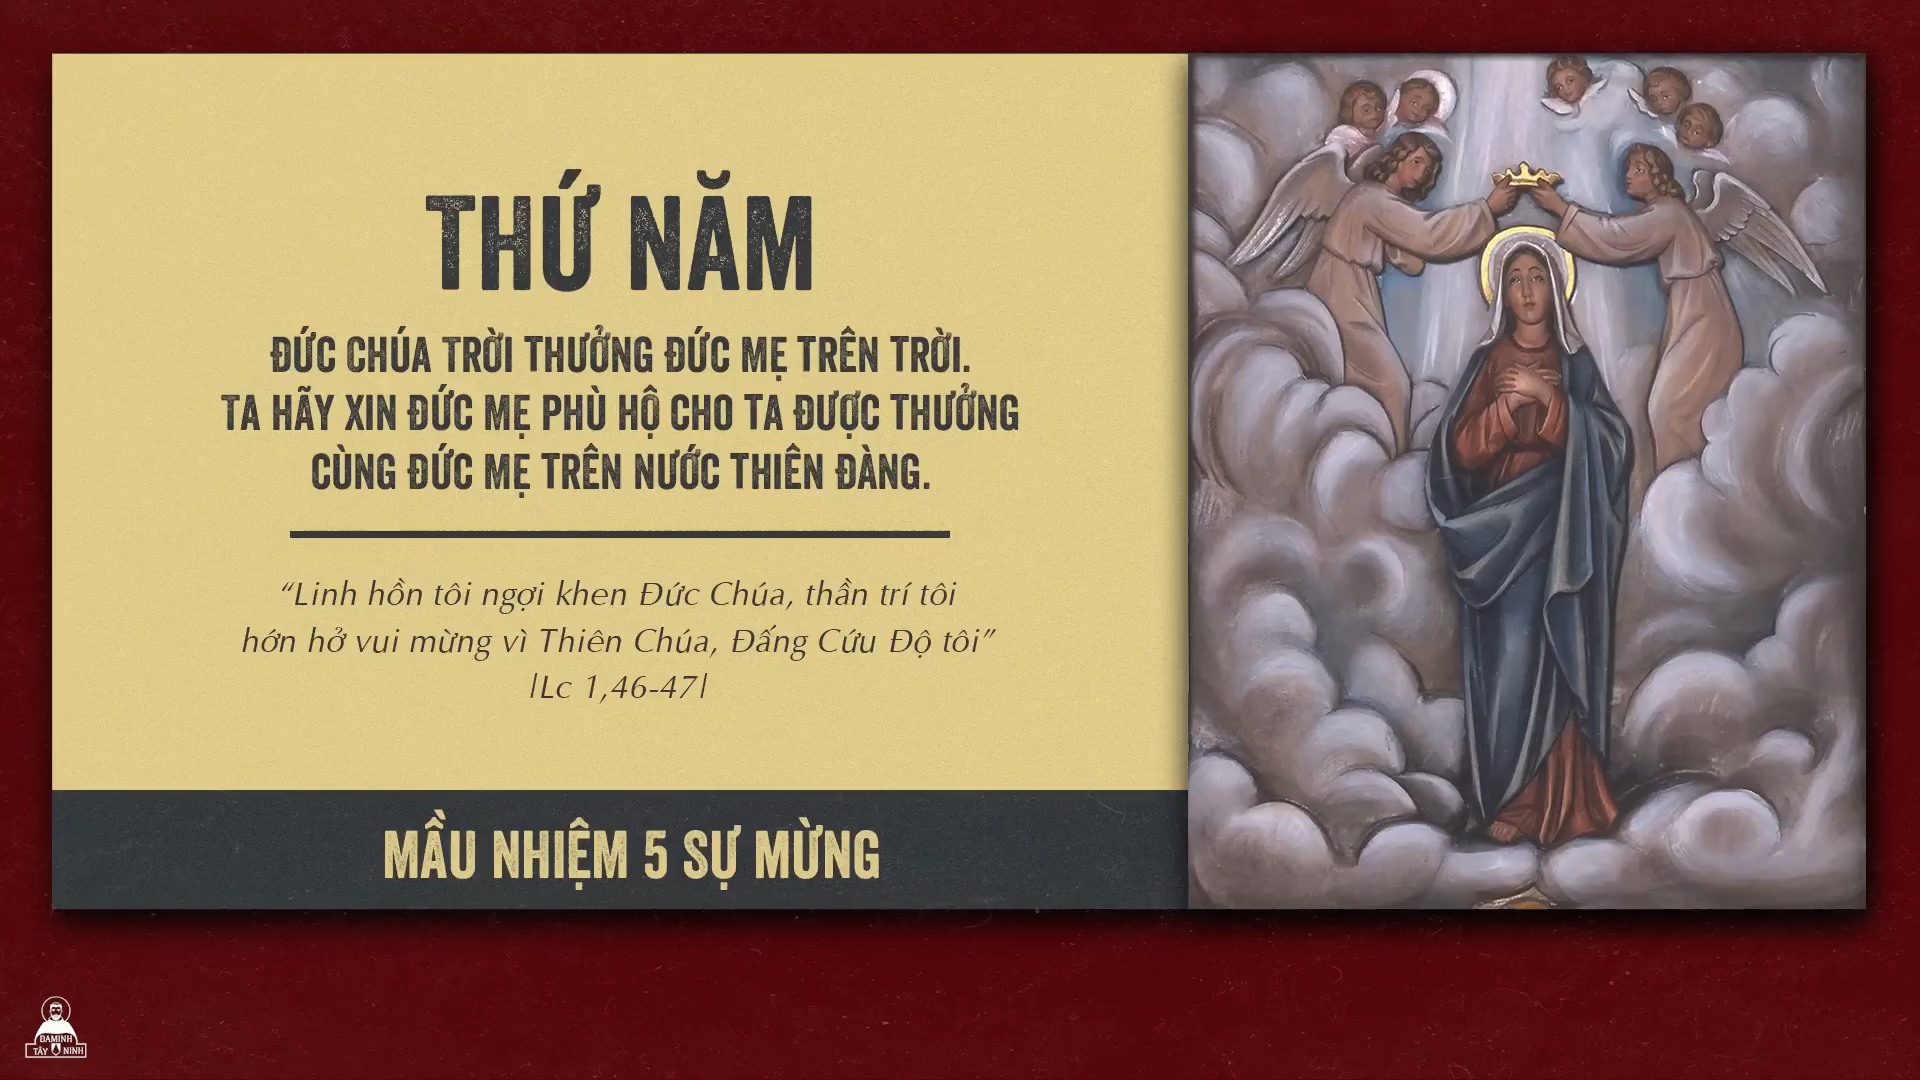 THỨ NĂM
ĐỨC CHÚA TRỜI THƯỞNG ĐỨC MẸ TRÊN TRỜI.
TA HÃY XIN ĐỨC MẸ PHÙ HỘ CHO TA ĐƯỢC THƯỞNG
CÙNG ĐỨC MẸ TRÊN NƯỚC THIÊN ĐÀNG.
“Linh hồn tôi ngợi khen Đức Chúa, thần trí tôi
hớn hở vui mừng vì Thiên Chúa, Đấng Cứu Độ tôi”
|Lc 1,46-47|
MẦU NHIỆM 5 SỰ MỪNG
ĐAMINH
TÂY NINH